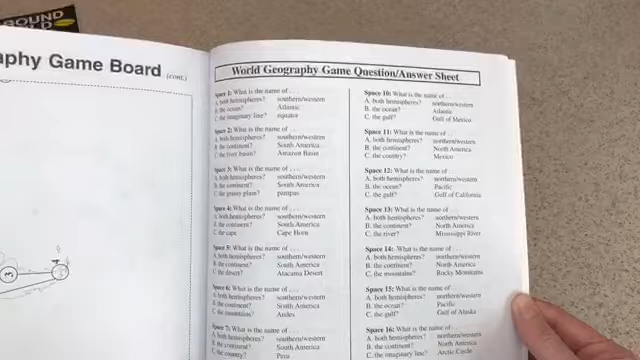 OUND
LD
aphy Game Board (cont.)
3
4
World Geography Game Question/Answer Sheet
Space 1: What is the name of . . .
A. both hemispheres? southern/western
B. the ocean? Atlantic
C. the imaginary line? equator
Space 2: What is the name of . . .
A. both hemispheres? southern/western
B. the continent? South America
C. the river basin? Amazon Basin
Space 3: What is the name of . . .
A. both hemispheres? southern/western
B. the continent? South America
C. the grassy plain? pampas
Space 4: What is the name of . . .
A. both hemispheres? southern/western
B. the continent? South America
C. the cape Cape Horn
Space 5: What is the name of . . .
A. both hemispheres? southern/western
B. the continent? South America
C. the desert? Atacama Desert
Space 6: What is the name of . . .
A. both hemispheres? southern/western
B. the continent? South America
C. the mountains? Andes
Space 7: What is the name of . . .
A. both hemispheres? southern/western
B. the continent? South America
C. the country? Peru
Space 10: What is the name of . . .
A. both hemispheres? northern/western
B. the ocean? Atlantic
C. the gulf? Gulf of Mexico
Space 11: What is the name of . . .
A. both hemispheres? northern/western
B. the continent? North America
C. the country? Mexico
Space 12: What is the name of . . .
A. both hemispheres? northern/western
B. the ocean? Pacific
C. the gulf? Gulf of California
Space 13: What is the name of . . .
A. both hemispheres? northern/western
B. the continent? North America
C. the river? Mississippi River
Space 14: What is the name of . . .
A. both hemispheres? northern/western
B. the continent? North America
C. the mountains? Rocky Mountains
Space 15: What is the name of . . .
A. both hemispheres? northern/western
B. the ocean? Pacific
C. the gulf? Gulf of Alaska
Space 16: What is the name of . . .
A. both hemispheres? northern/western
B. the continent? North America
C. the imaginary line? Arctic Circle